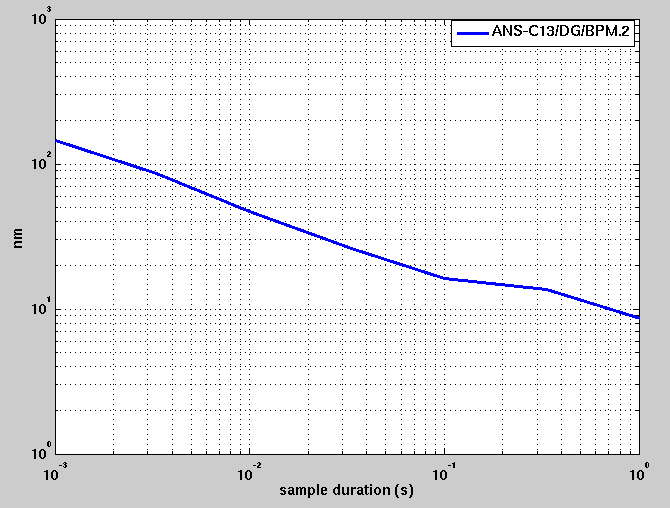 10³
ANS-C13/DG/BPM.2
10²
nm
10¹
10⁰
10⁻³ 10⁻² 10⁻¹ 10⁰
sample duration (s)